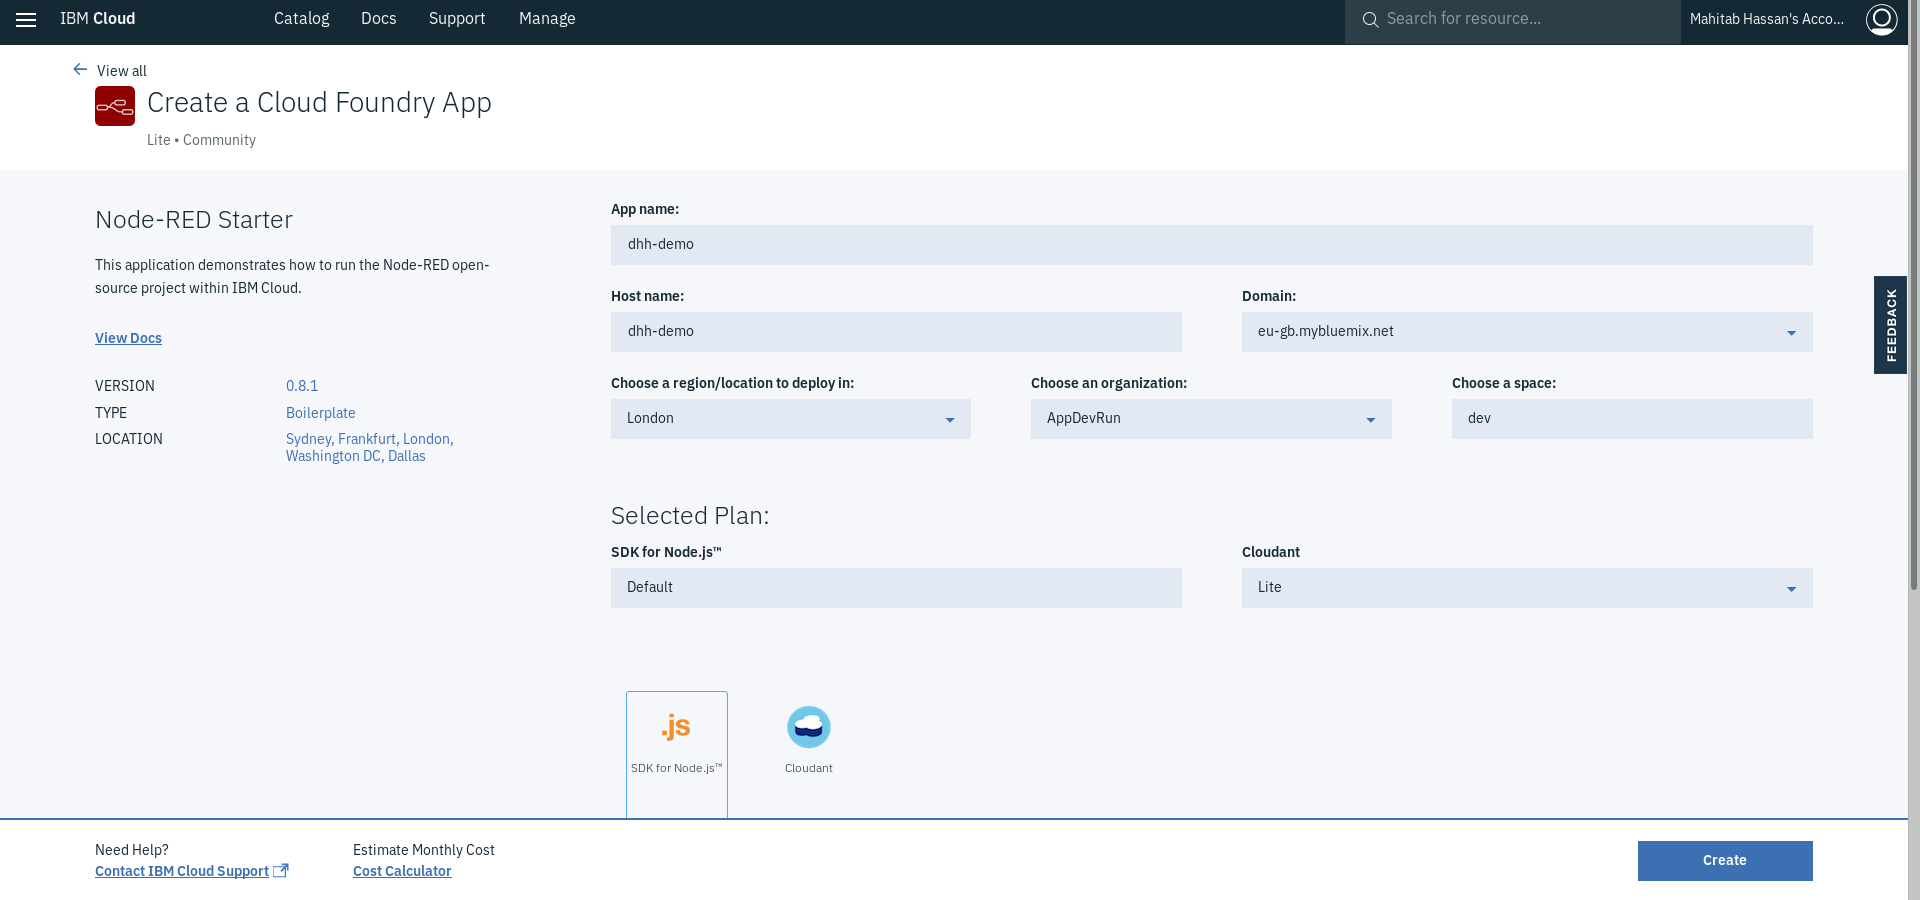 IBM Cloud
Catalog
Docs
Support
Manage
Search for resource...
Mahitab Hassan's Acco...
View all
Create a Cloud Foundry App
Lite • Community
Node-RED Starter
This application demonstrates how to run the Node-RED open-
source project within IBM Cloud.
View Docs
VERSION 0.8.1
TYPE Boilerplate
LOCATION Sydney, Frankfurt, London,
Washington DC, Dallas
App name:
dhh-demo
Host name:
dhh-demo
Domain:
eu-gb.mybluemix.net
Choose a region/location to deploy in:
London
Choose an organization:
AppDevRun
Choose a space:
dev
Selected Plan:
SDK for Node.js™
Default
Cloudant
Lite
.js
SDK for Node.js™
Cloudant
FEEDBACK
Need Help?
Contact IBM Cloud Support
Estimate Monthly Cost
Cost Calculator
Create